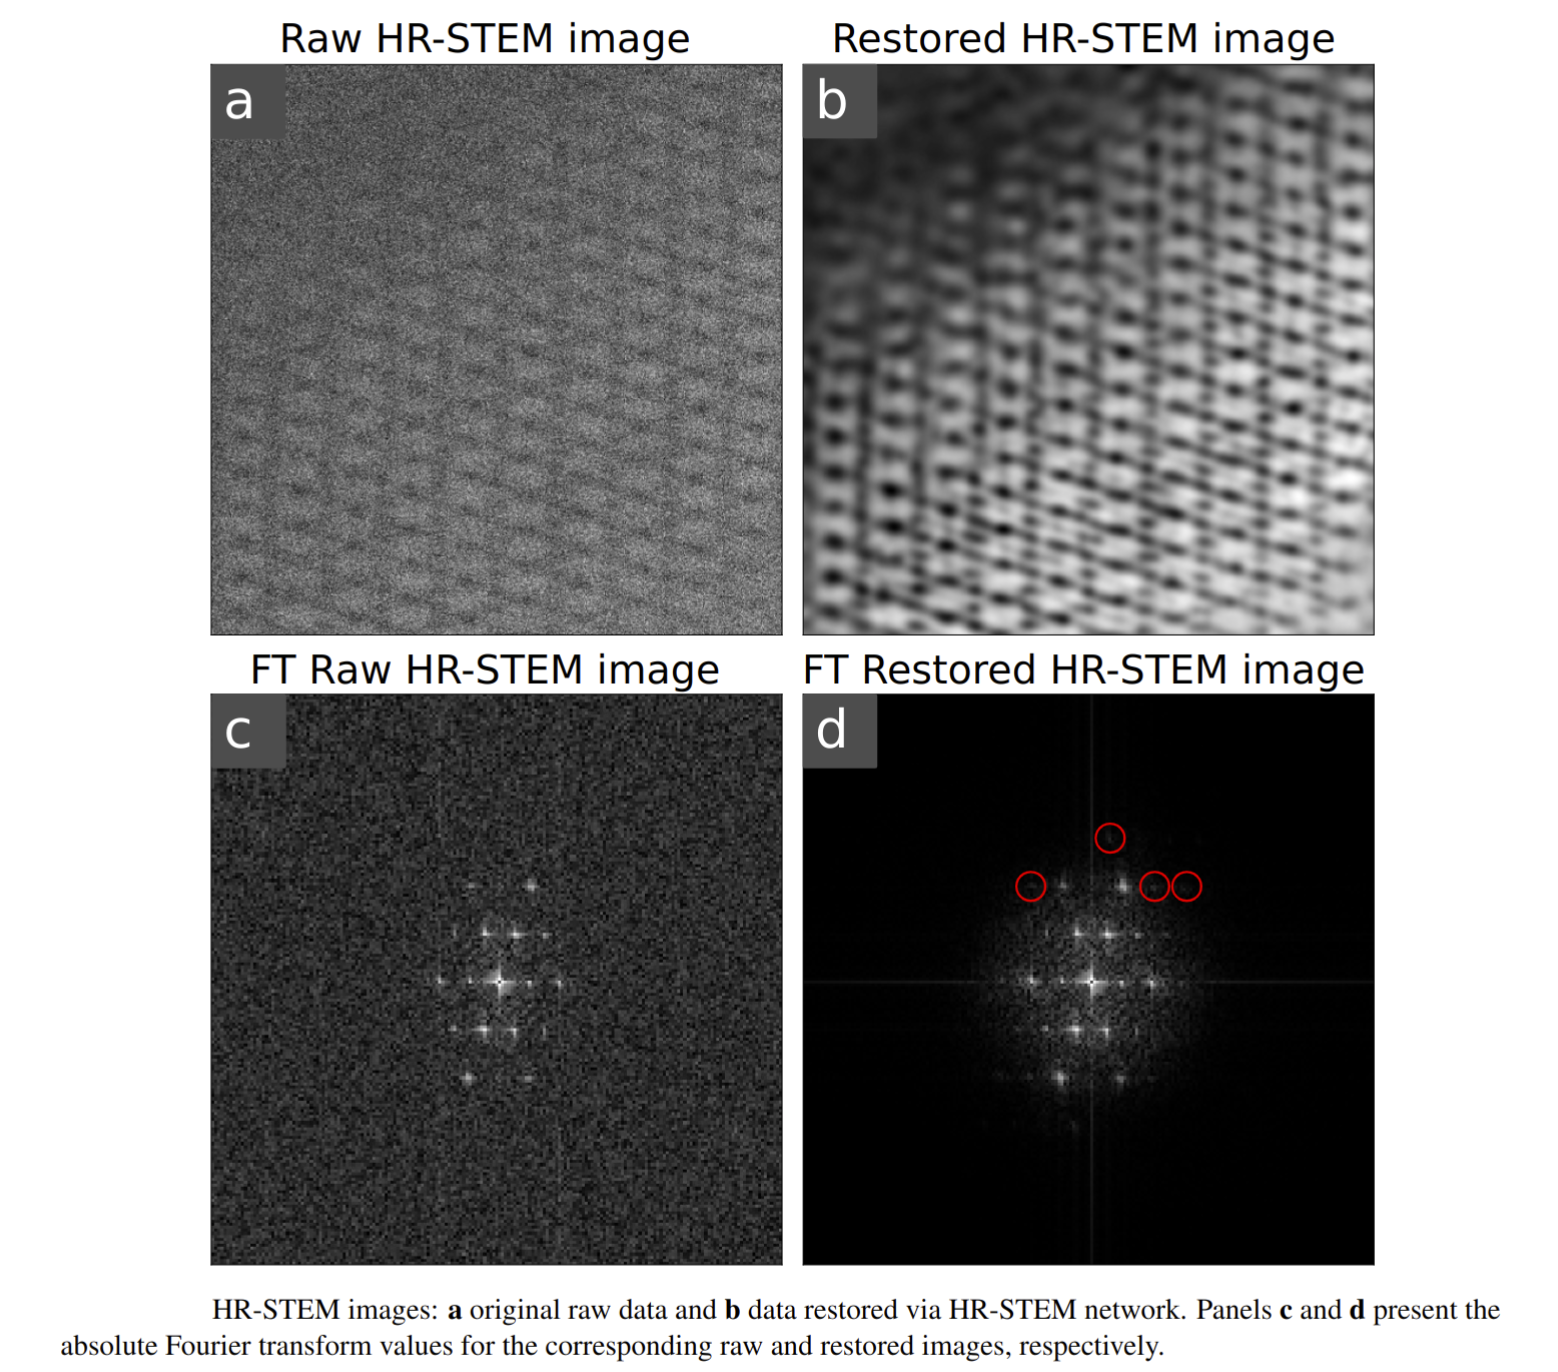 Raw HR-STEM image
Restored HR-STEM image
a
b
FT Raw HR-STEM image
FT Restored HR-STEM image
c
d
HR-STEM images: a original raw data and b data restored via HR-STEM network. Panels c and d present the
absolute Fourier transform values for the corresponding raw and restored images, respectively.